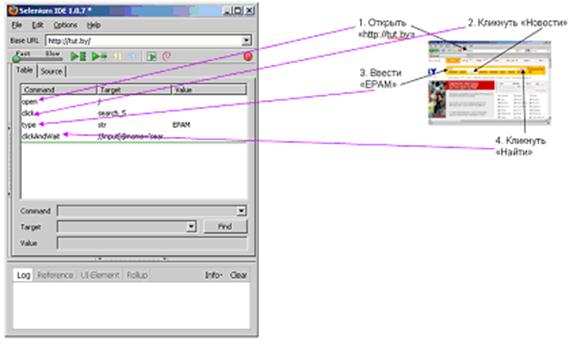 Selenium IDE 1.0.7 *
File Edit Options Help
Base URL http://tut.by/
Fast Slow
Table Source
Command Target Value
open /
click search_5
type str EPAM
clickAndWait //input[@name='sear
Command
Target Find
Value
Log Reference UI-Element Rollup Info Clear
1. Открыть
«http://tut.by»
2. Кликнуть «Новости»
3. Ввести
«EPAM»
4. Кликнуть
«Найти»